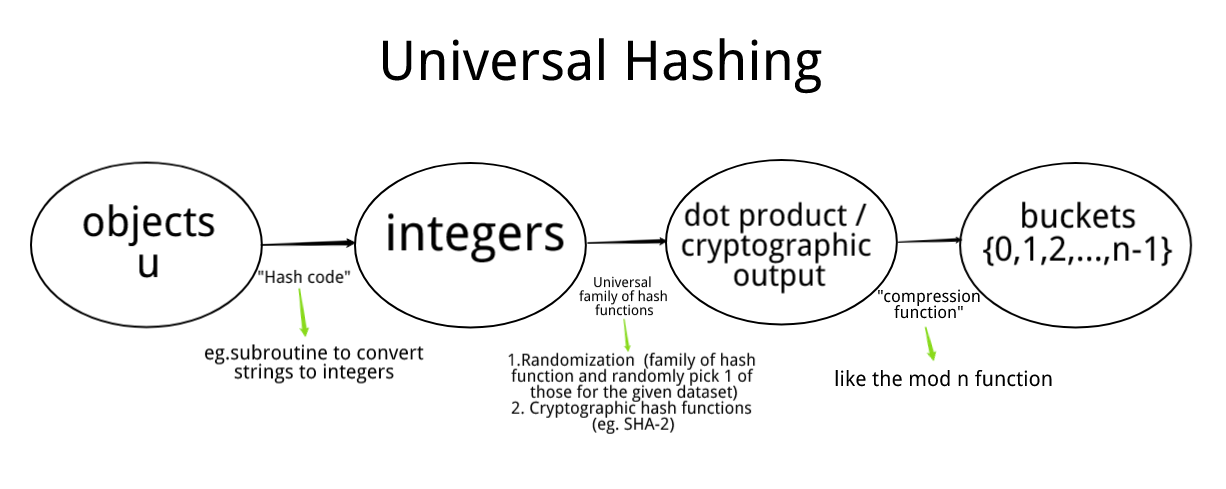 Universal Hashing
objects
u
"Hash code"
eg.subroutine to convert
strings to integers
integers
Universal
family of hash
functions
1.Randomization (family of hash
function and randomly pick 1 of
those for the given dataset)
2. Cryptographic hash functions
(eg. SHA-2)
dot product /
cryptographic
output
"compression
function"
like the mod n function
buckets
{0,1,2,...,n-1}